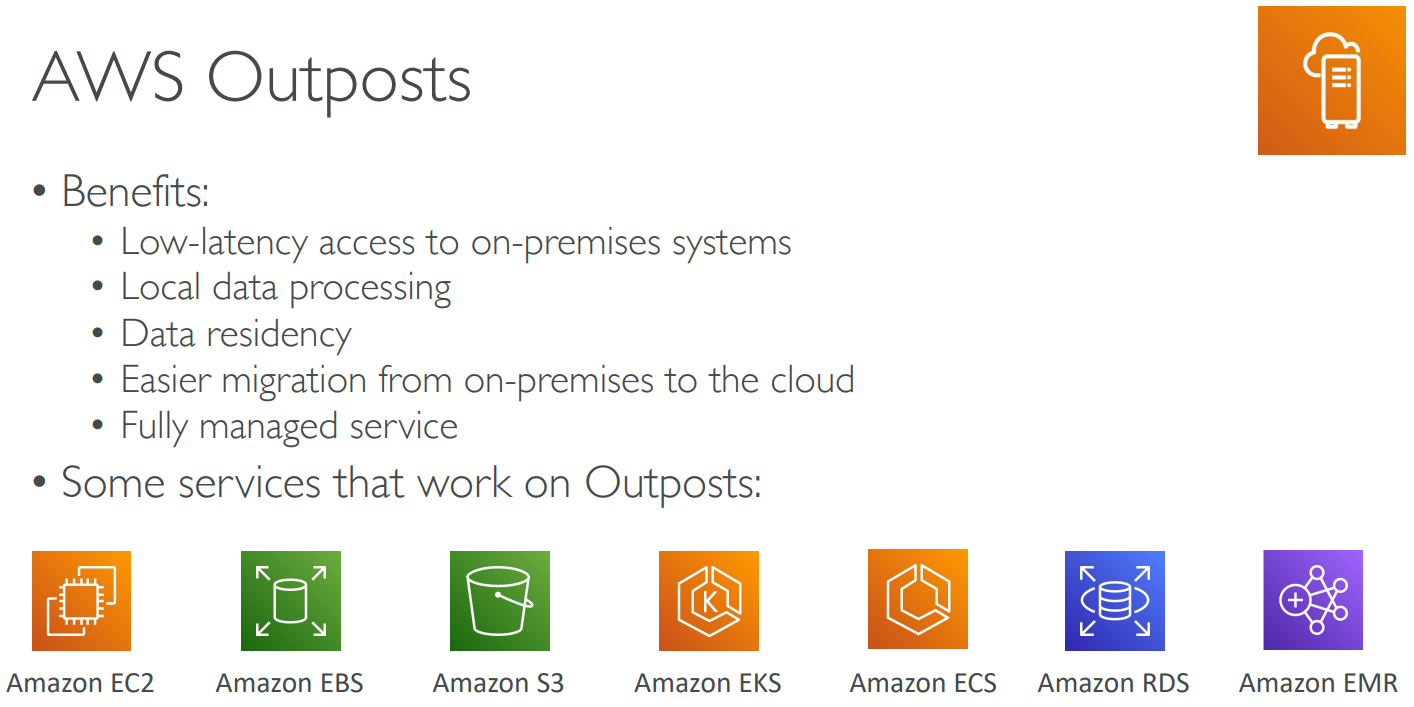 AWS Outposts
• Benefits:
• Low-latency access to on-premises systems
• Local data processing
• Data residency
• Easier migration from on-premises to the cloud
• Fully managed service
• Some services that work on Outposts:
K
Amazon EC2 Amazon EBS Amazon S3 Amazon EKS Amazon ECS Amazon RDS Amazon EMR